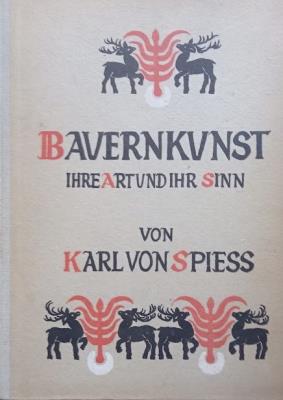 BAVERNKVNST
IHRE ART UND IHR SINN
VON
KARL VON SPIESS